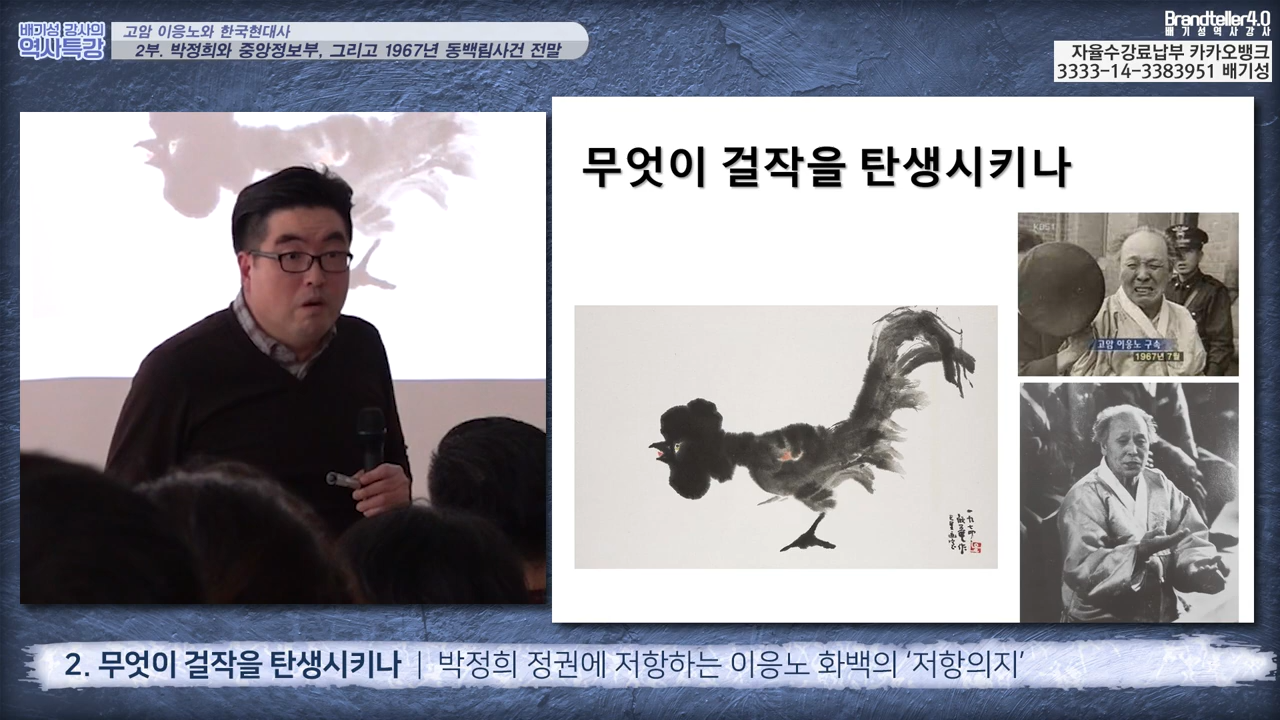 배기성 강사의
역사특강
고암 이응노와 한국현대사
2부. 박정희와 중앙정보부, 그리고 1967년 동백림사건 전말
Brandteller4.0
배기성역사강사
자율수강료납부 카카오뱅크
3333-14-3383951 배기성
무엇이 걸작을 탄생시키나
KBS1
고암 이응노 구속
1967년 7월
2. 무엇이 걸작을 탄생시키나 | 박정희 정권에 저항하는 이응노 화백의 '저항의지'